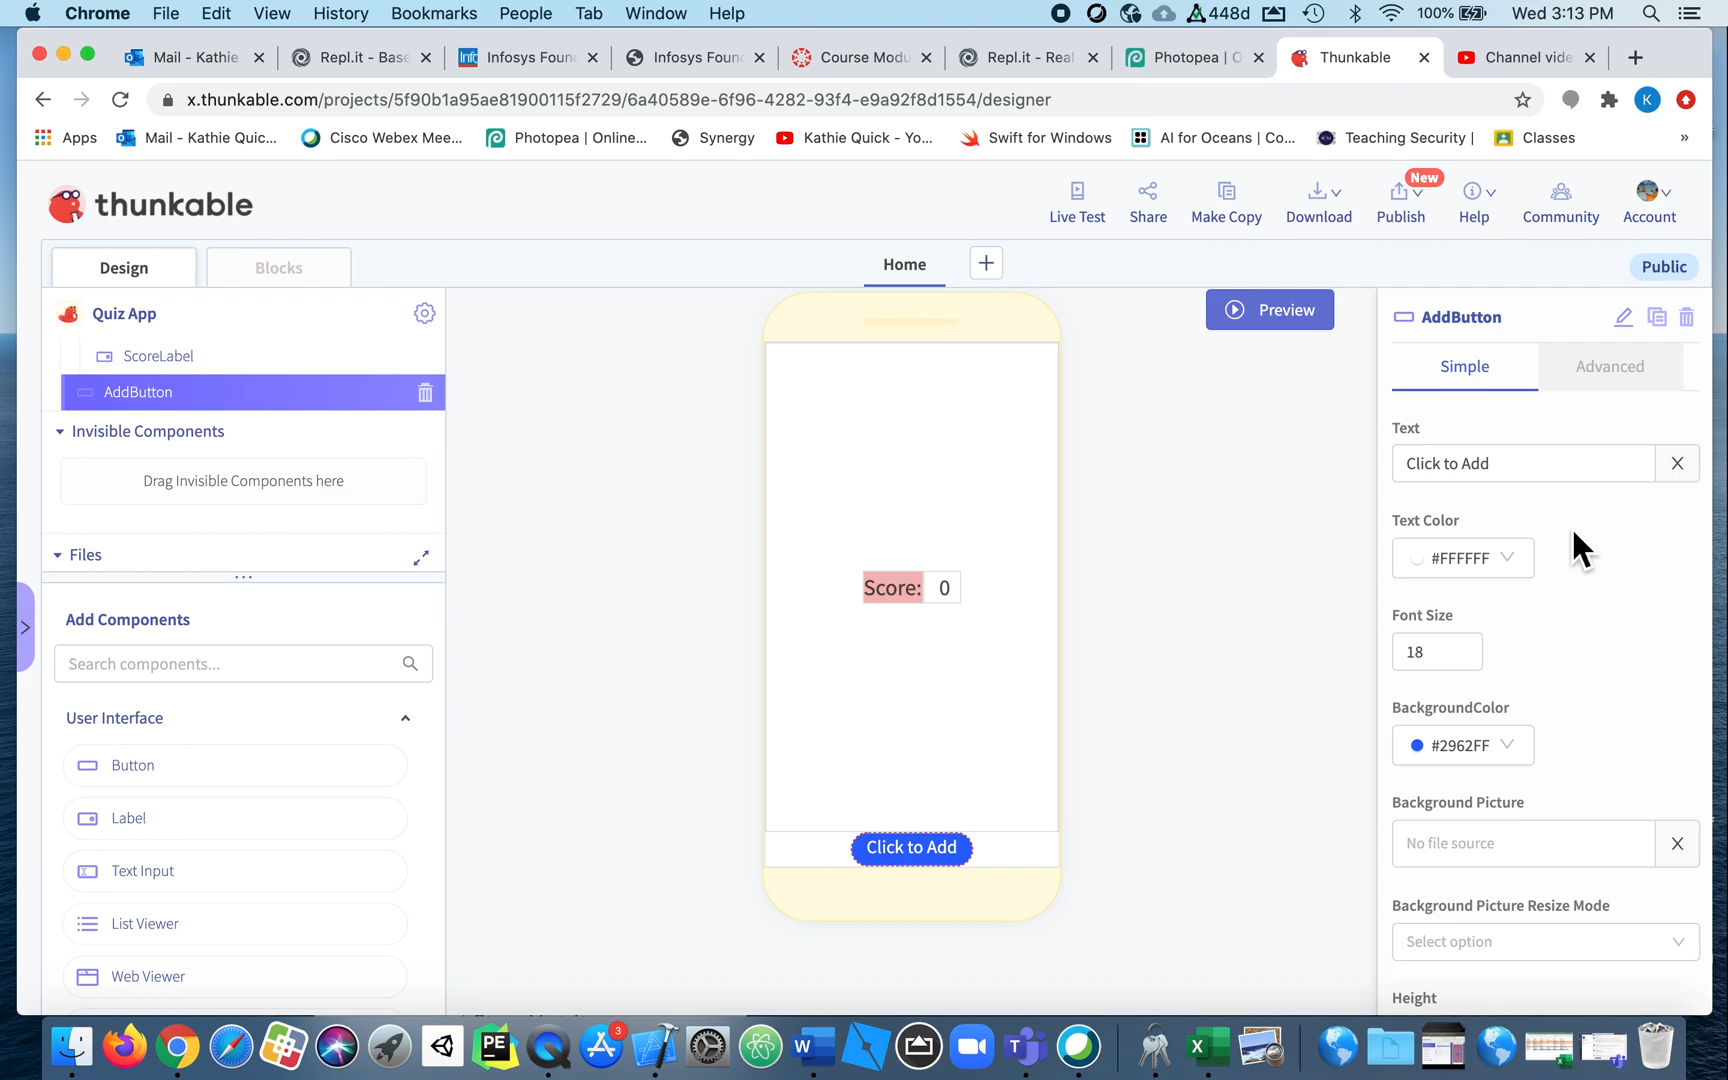 Chrome File Edit View History Bookmarks People Tab Window Help 448d 100% Wed 3:13 PM
Mail - Kathie Repl.it - Base Infosys Foun Infosys Foun Course Modu Repl.it - Real Photopea | O Thunkable Channel vide
x.thunkable.com/projects/5f90b1a95ae81900115f2729/6a40589e-6f96-4282-93f4-e9a92f8d1554/designer K
Apps Mail - Kathie Quic... Cisco Webex Mee... Photopea | Online... Synergy Kathie Quick - Yo... Swift for Windows AI for Oceans | Co... Teaching Security | Classes »
thunkable
New
Live Test Share Make Copy Download Publish Help Community Account
Design Blocks Home + Public
Quiz App
ScoreLabel
AddButton
Invisible Components
Drag Invisible Components here
Files
Add Components
Search components...
User Interface
Button
Label
Text Input
List Viewer
Web Viewer
Preview
Score: 0
Click to Add
AddButton
Simple Advanced
Text
Click to Add X
Text Color
#FFFFFF
Font Size
18
BackgroundColor
#2962FF
Background Picture
No file source X
Background Picture Resize Mode
Select option
Height
PE 3 W T X